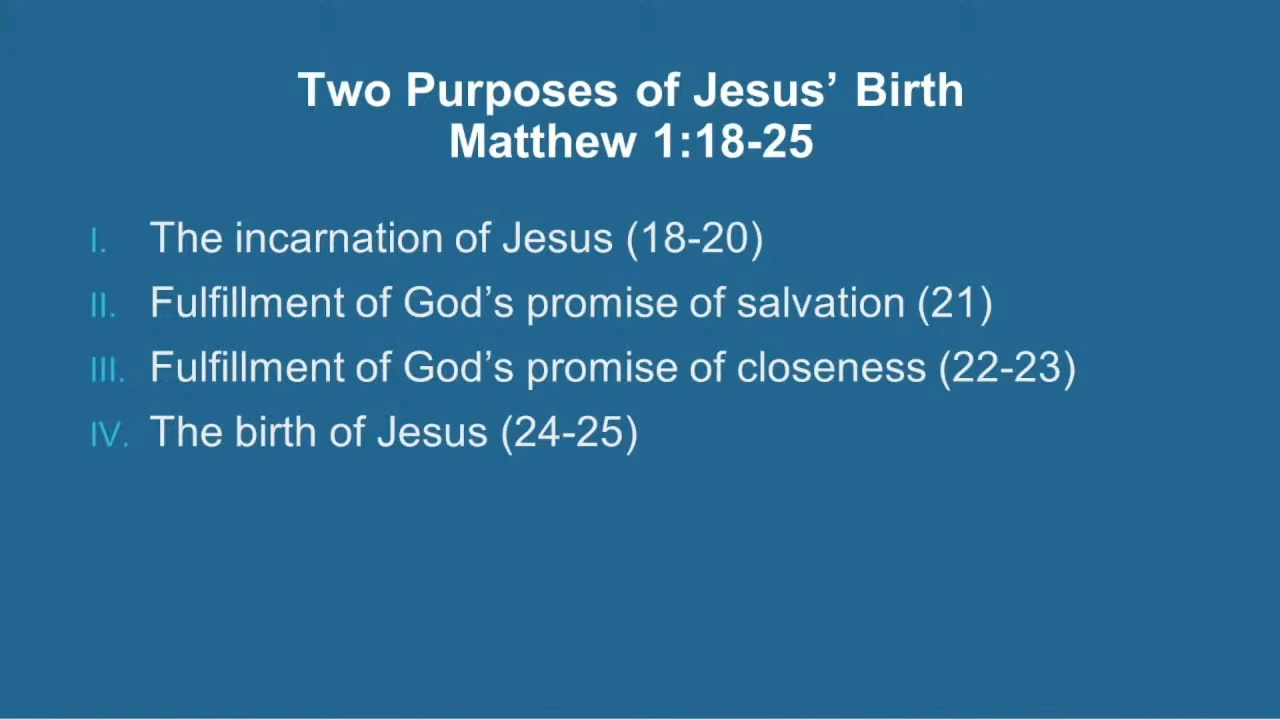 Two Purposes of Jesus’ Birth
Matthew 1:18-25
I. The incarnation of Jesus (18-20)
II. Fulfillment of God’s promise of salvation (21)
III. Fulfillment of God’s promise of closeness (22-23)
IV. The birth of Jesus (24-25)